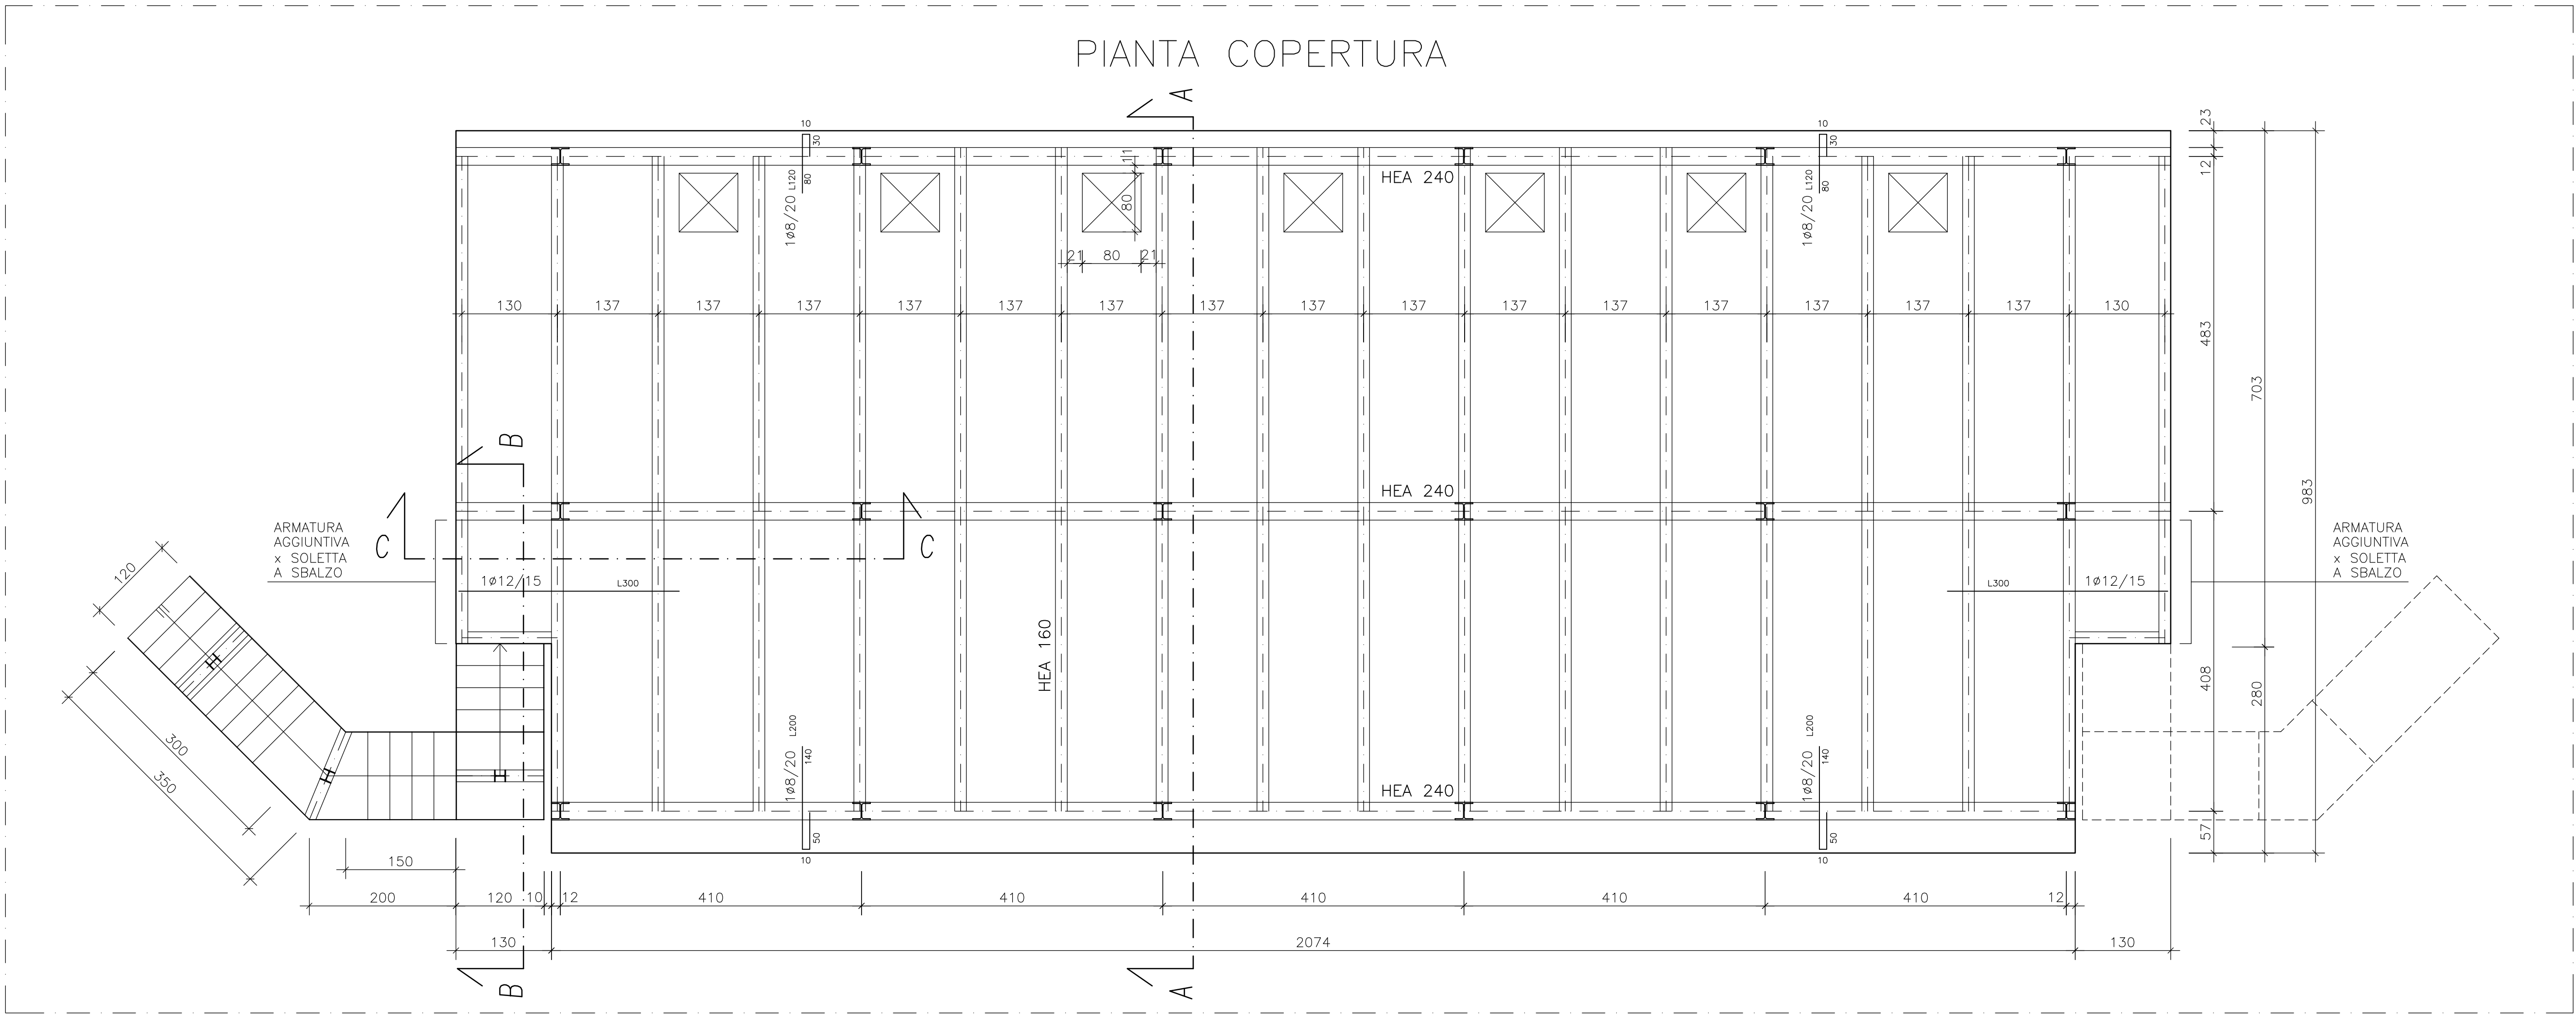 PIANTA COPERTURA
A
10
30
1ø8/20 L120
80
11
80
21 80 21
HEA 240
10
30
1ø8/20 L120
80
23
12
130 137 137 137 137 137 137 137 137 137 137 137 137 137 137 137 130
483
703
983
B
HEA 240
C
C
ARMATURA
AGGIUNTIVA
x SOLETTA
A SBALZO
1ø12/15
L300
L300
1ø12/15
ARMATURA
AGGIUNTIVA
x SOLETTA
A SBALZO
120
300
350
HEA 160
408
280
1ø8/20 L200
140
50
10
HEA 240
1ø8/20 L200
140
50
10
57
150
200 120 10 12 410 410 410 410 410 12
130 2074 130
B
A